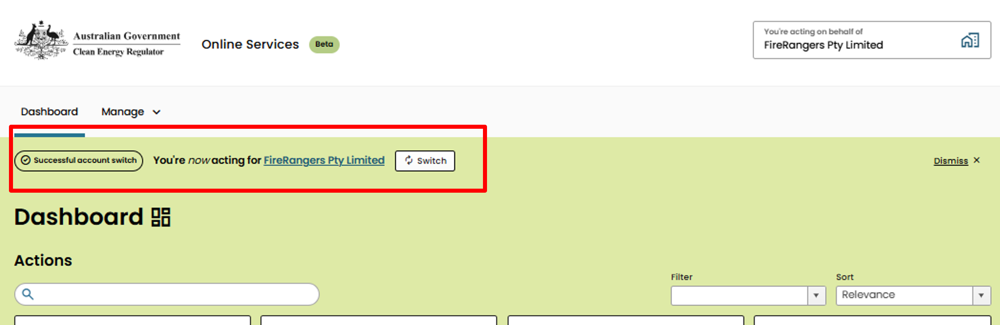 Australian Government
Clean Energy Regulator
Online Services
Beta
You're acting on behalf of
FireRangers Pty Limited
Dashboard
Manage
Successful account switch
You're now acting for FireRangers Pty Limited
Switch
Dismiss
Dashboard
Actions
Filter
Sort
Relevance